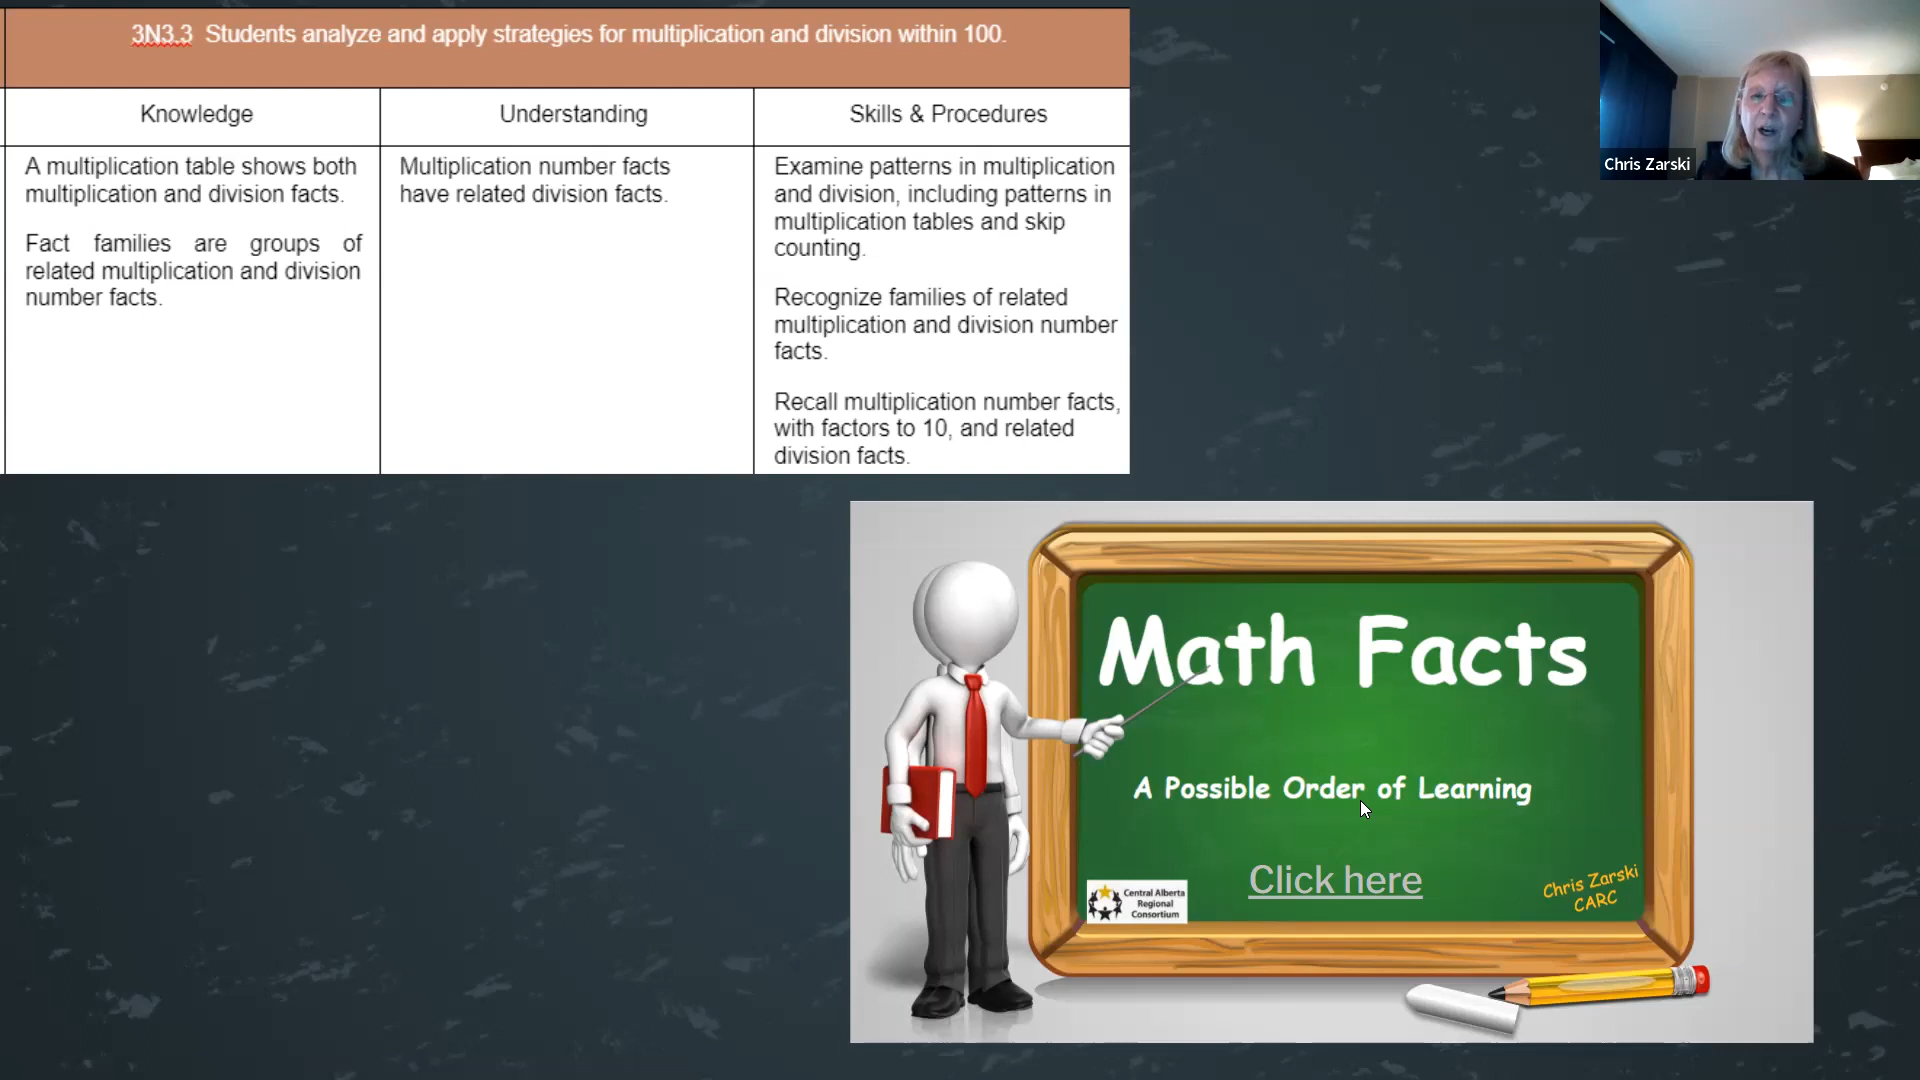 3N3.3 Students analyze and apply strategies for multiplication and division within 100.
Knowledge
Understanding
Skills & Procedures
A multiplication table shows both
multiplication and division facts.
Fact families are groups of
related multiplication and division
number facts.
Multiplication number facts
have related division facts.
Examine patterns in multiplication
and division, including patterns in
multiplication tables and skip
counting.
Recognize families of related
multiplication and division number
facts.
Recall multiplication number facts,
with factors to 10, and related
division facts.
Chris Zarski
Math Facts
A Possible Order of Learning
Click here
Central Alberta
Regional
Consortium
Chris Zarski
CARC